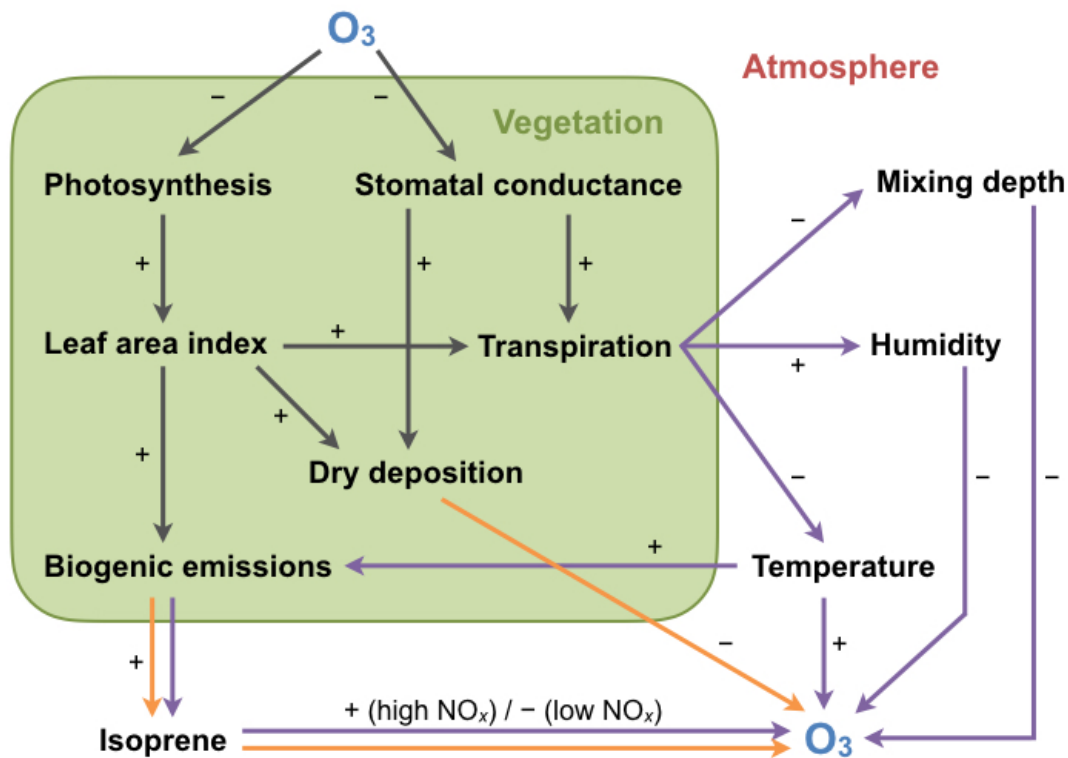 O₃
Atmosphere
−
−
Vegetation
Photosynthesis
Stomatal conductance
Mixing depth
−
+
+
+
Leaf area index
+
Transpiration
+
Humidity
+
+
−
−
−
Dry deposition
Biogenic emissions
+
Temperature
+
−
+
+ (high NOₓ) / − (low NOₓ)
Isoprene
O₃